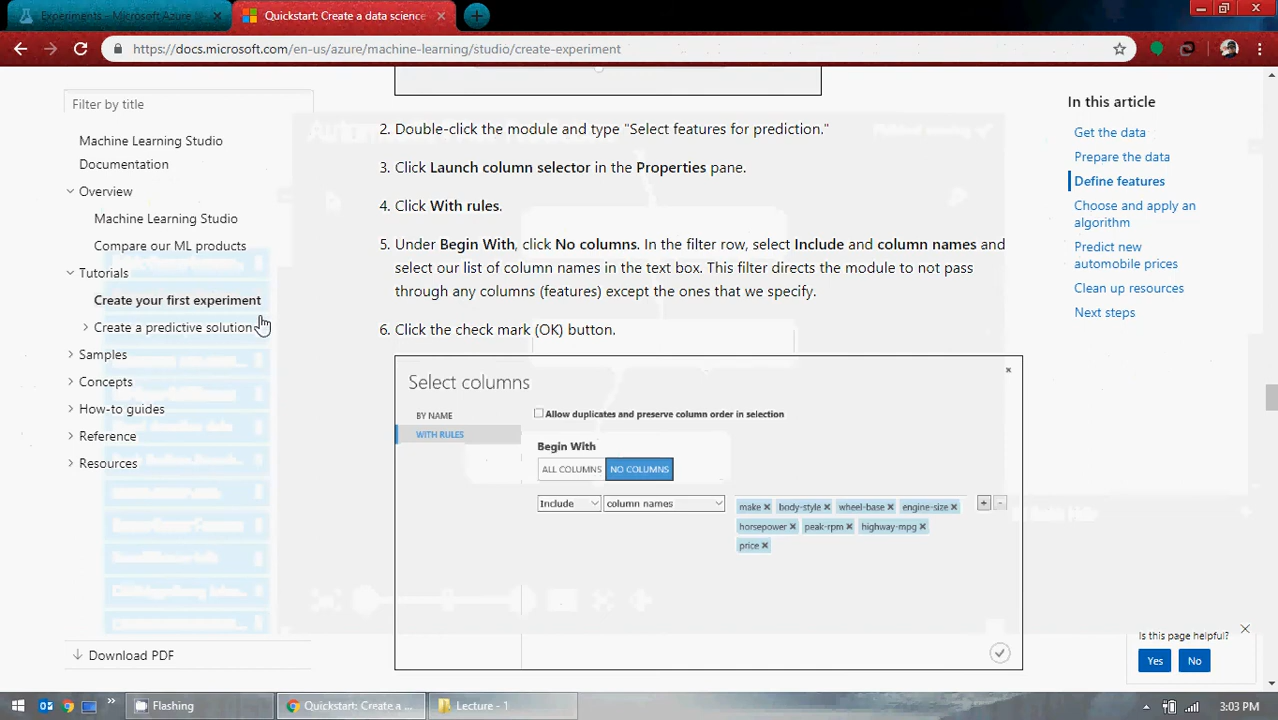 Experiments - Microsoft Azure
Quickstart: Create a data science
https://docs.microsoft.com/en-us/azure/machine-learning/studio/create-experiment
Filter by title
Machine Learning Studio
Documentation
Overview
Machine Learning Studio
Compare our ML products
Tutorials
Create your first experiment
Create a predictive solution
Samples
Concepts
How-to guides
Reference
Resources
Download PDF
2. Double-click the module and type "Select features for prediction."
3. Click Launch column selector in the Properties pane.
4. Click With rules.
5. Under Begin With, click No columns. In the filter row, select Include and column names and
select our list of column names in the text box. This filter directs the module to not pass
through any columns (features) except the ones that we specify.
6. Click the check mark (OK) button.
Select columns
BY NAME
WITH RULES
Allow duplicates and preserve column order in selection
Begin With
ALL COLUMNS NO COLUMNS
Include column names
make body-style wheel-base engine-size
horsepower peak-rpm highway-mpg
price
In this article
Get the data
Prepare the data
Define features
Choose and apply an
algorithm
Predict new
automobile prices
Clean up resources
Next steps
Is this page helpful?
Yes No
Flashing
Quickstart: Create a ...
Lecture - 1
3:03 PM